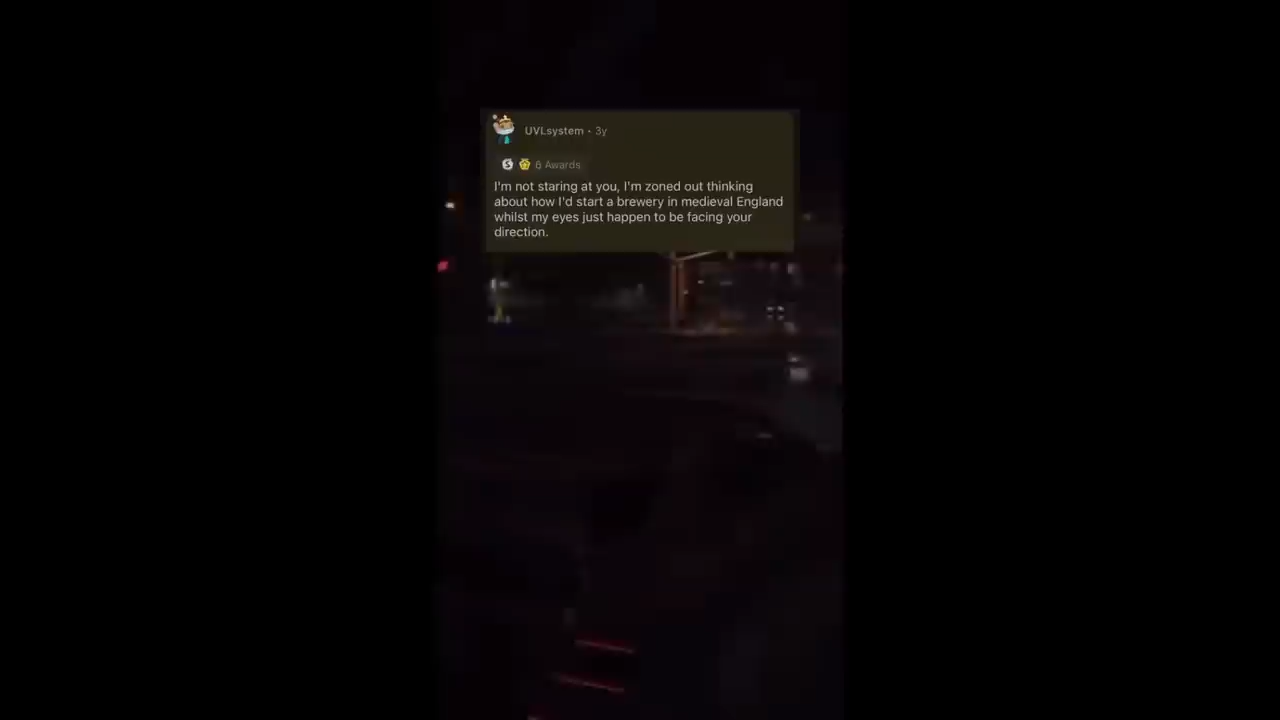 UVLsystem • 3y
6 Awards
I'm not staring at you, I'm zoned out thinking
about how I'd start a brewery in medieval England
whilst my eyes just happen to be facing your
direction.